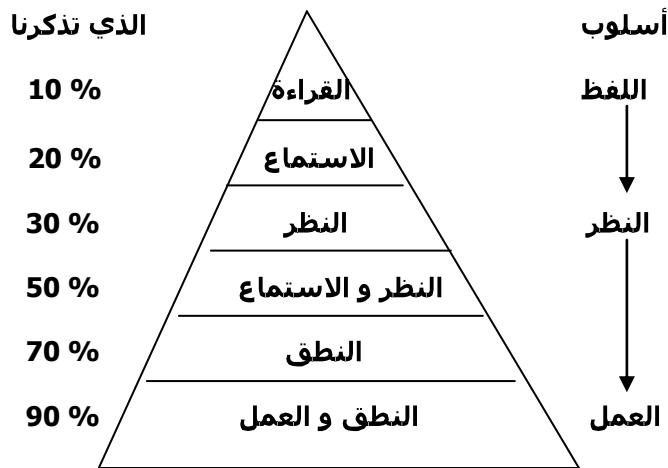 أسلوب الذي تذكرنا
اللفظ القراءة 10 %
الاستماع 20 %
النظر النظر 30 %
النظر و الاستماع 50 %
النطق 70 %
العمل النطق و العمل 90 %